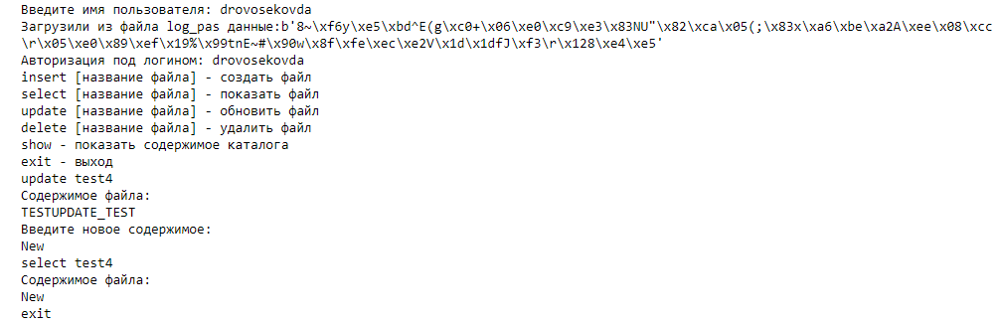 Введите имя пользователя: drovosekovda
Загрузили из файла log_pas данные:b'8~\xf6y\xe5\xbd^E(g\xc0+\x06\xe0\xc9\xe3\x83NU"\x82\xca\x05(;\x83x\xa6\xbe\xa2A\xee\x08\xcc
\r\x05\xe0\x89\xef\x19%\x99tnE~#\x90w\x8f\xfe\xec\xe2V\x1d\x1dfJ\xf3\r\x128\xe4\xe5'
Авторизация под логином: drovosekovda
insert [название файла] - создать файл
select [название файла] - показать файл
update [название файла] - обновить файл
delete [название файла] - удалить файл
show - показать содержимое каталога
exit - выход
update test4
Содержимое файла:
TESTUPDATE_TEST
Введите новое содержимое:
New
select test4
Содержимое файла:
New
exit